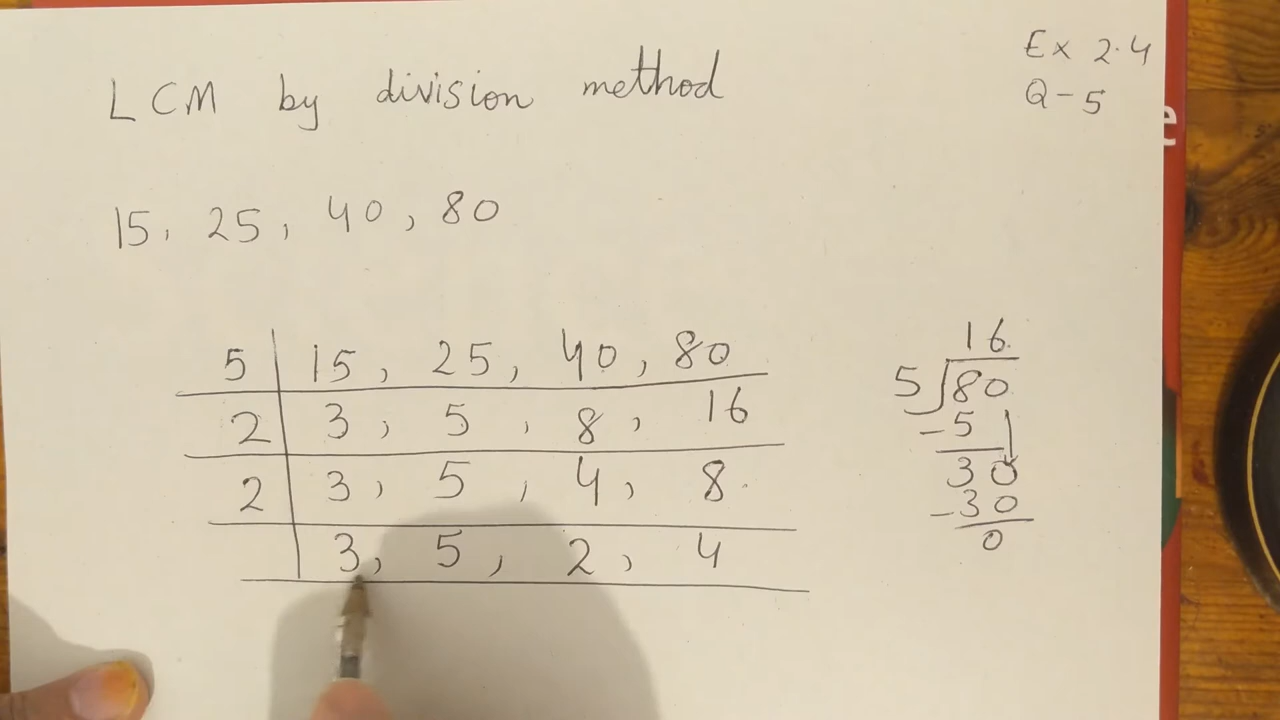 LCM by division method
Ex 2.4
Q-5
15, 25, 40, 80
5 15, 25, 40, 80
2 3, 5, 8, 16
2 3, 5, 4, 8
3, 5, 2, 4
16
5 80
-5
30
-30
0
e